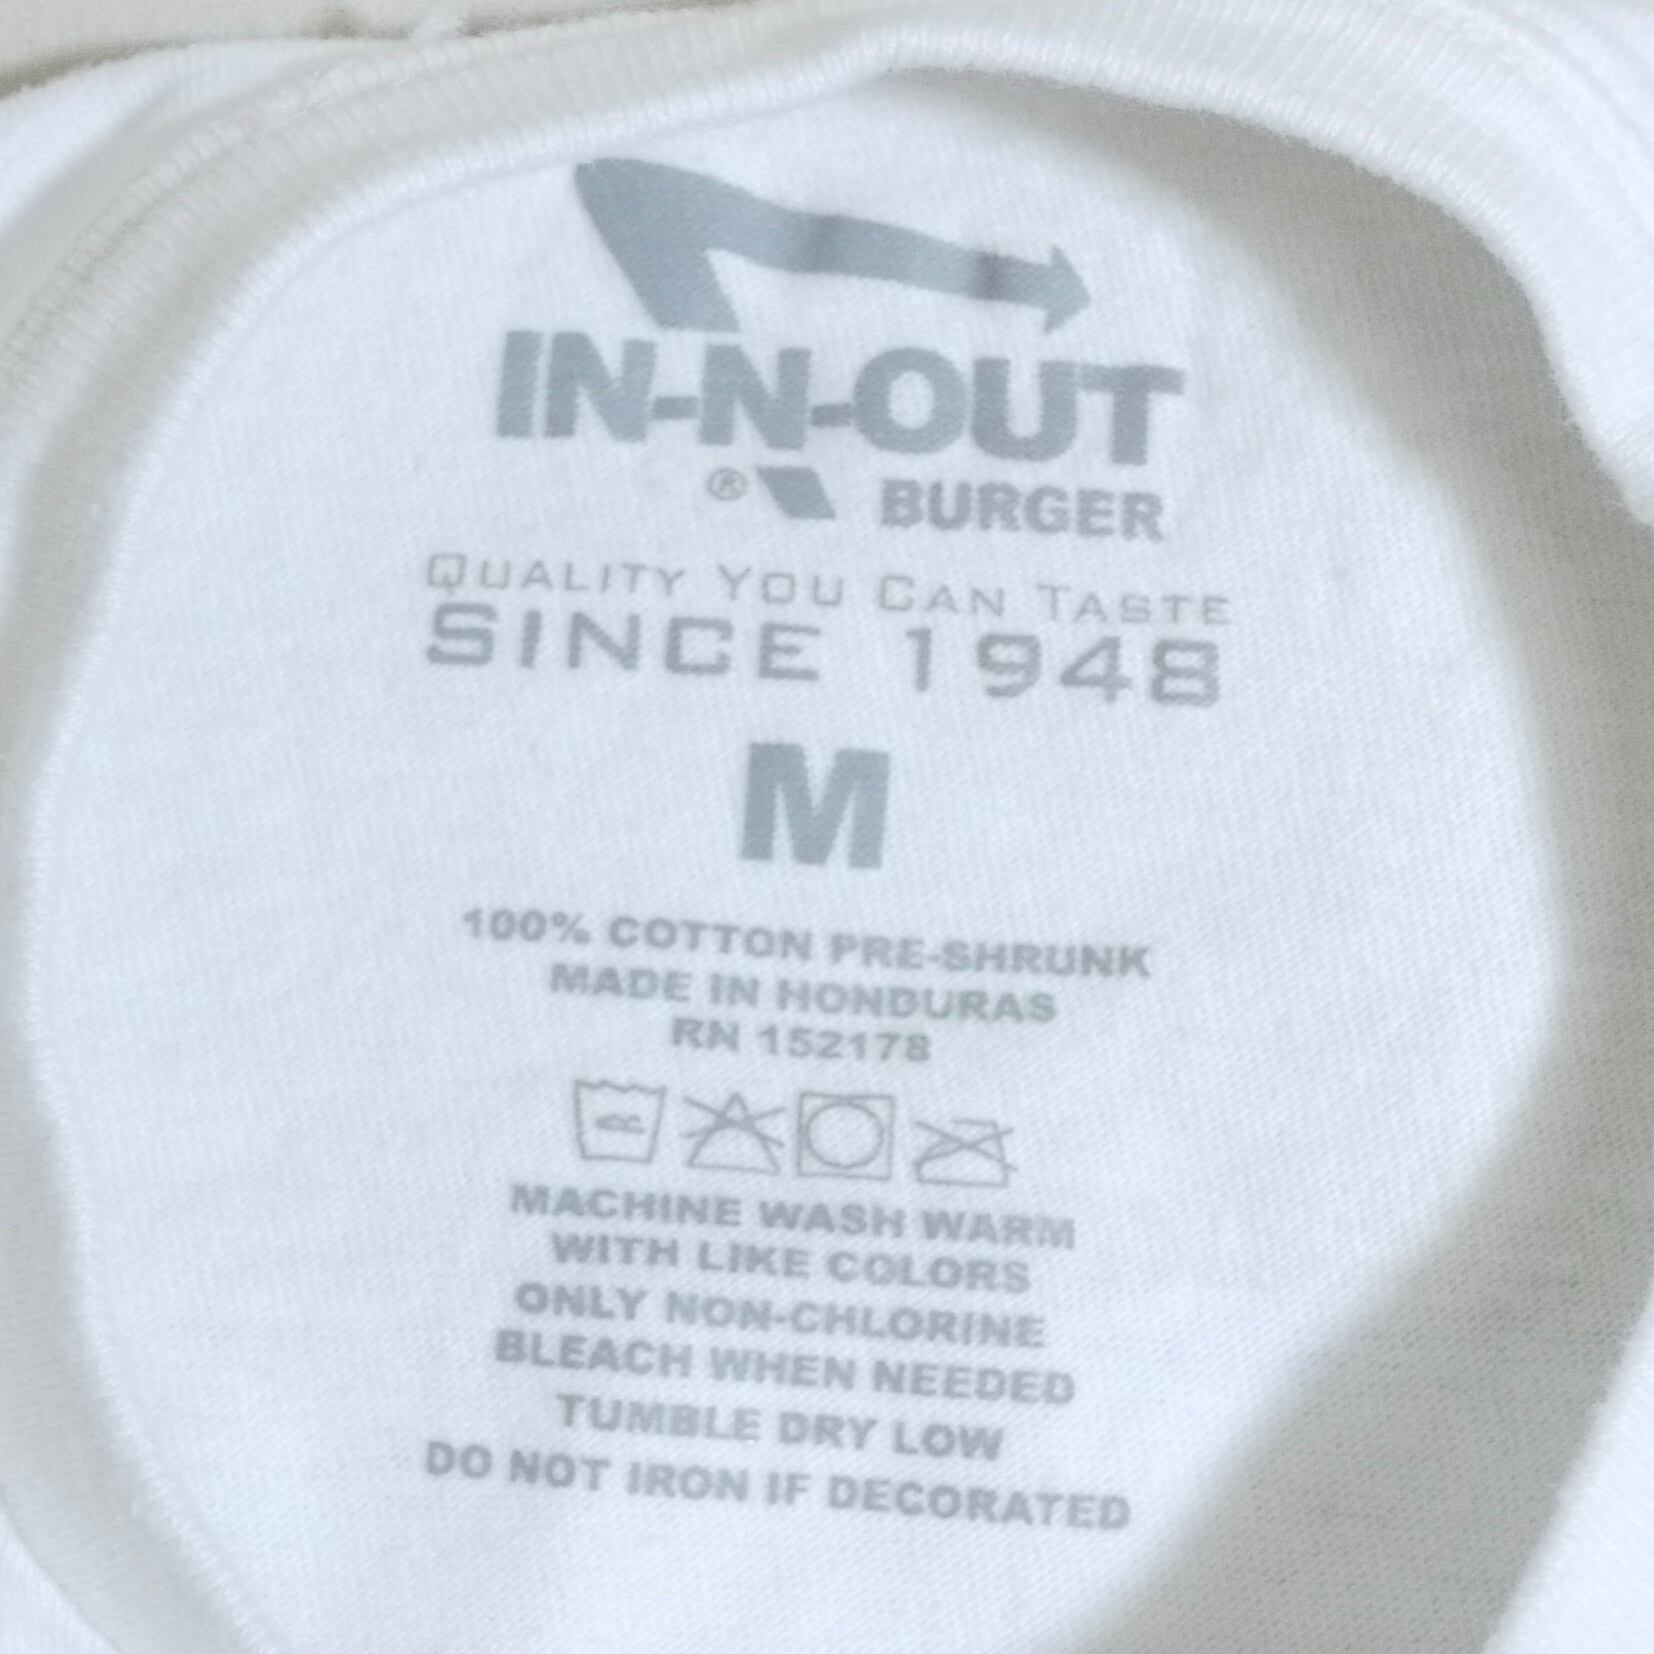 IN-N-OUT
® BURGER
QUALITY YOU CAN TASTE
SINCE 1948
M
100% COTTON PRE-SHRUNK
MADE IN HONDURAS
RN 152178
MACHINE WASH WARM
WITH LIKE COLORS
ONLY NON-CHLORINE
BLEACH WHEN NEEDED
TUMBLE DRY LOW
DO NOT IRON IF DECORATED